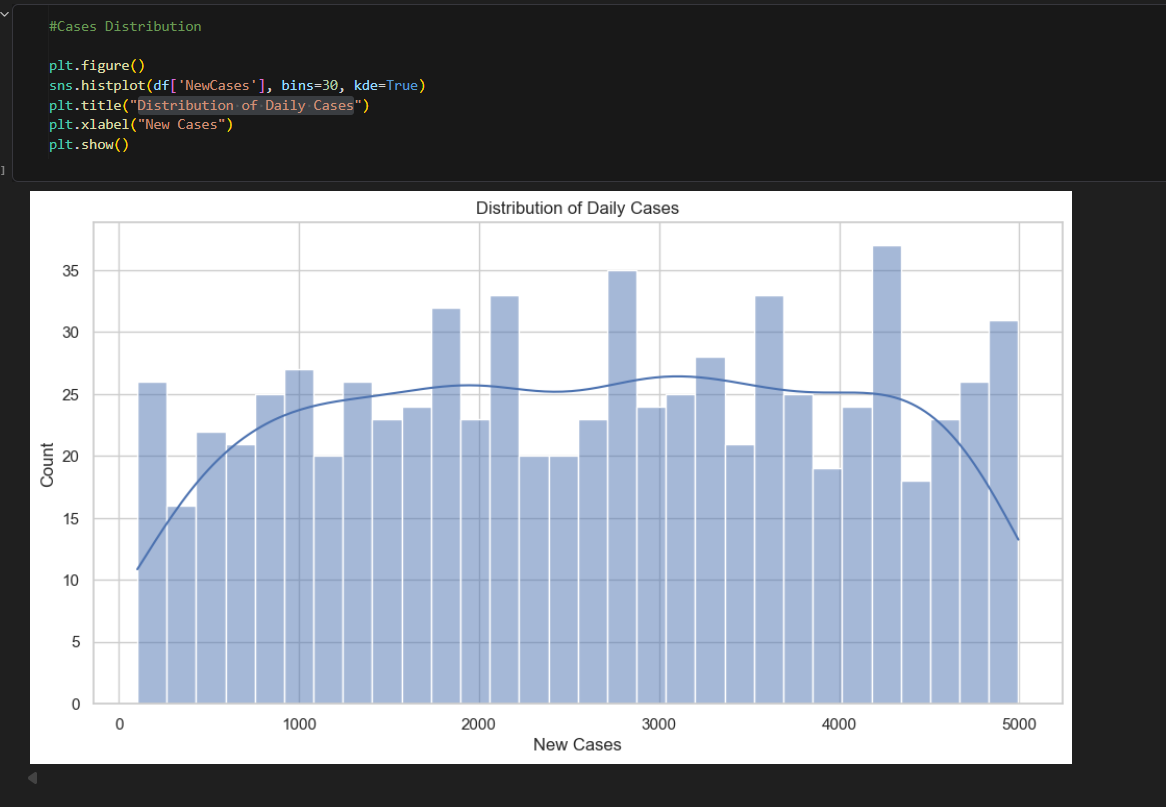 #Cases Distribution
plt.figure()
sns.histplot(df['NewCases'], bins=30, kde=True)
plt.title("Distribution of Daily Cases")
plt.xlabel("New Cases")
plt.show()
]
Distribution of Daily Cases
35
30
25
20
15
10
5
0
Count
0 1000 2000 3000 4000 5000
New Cases